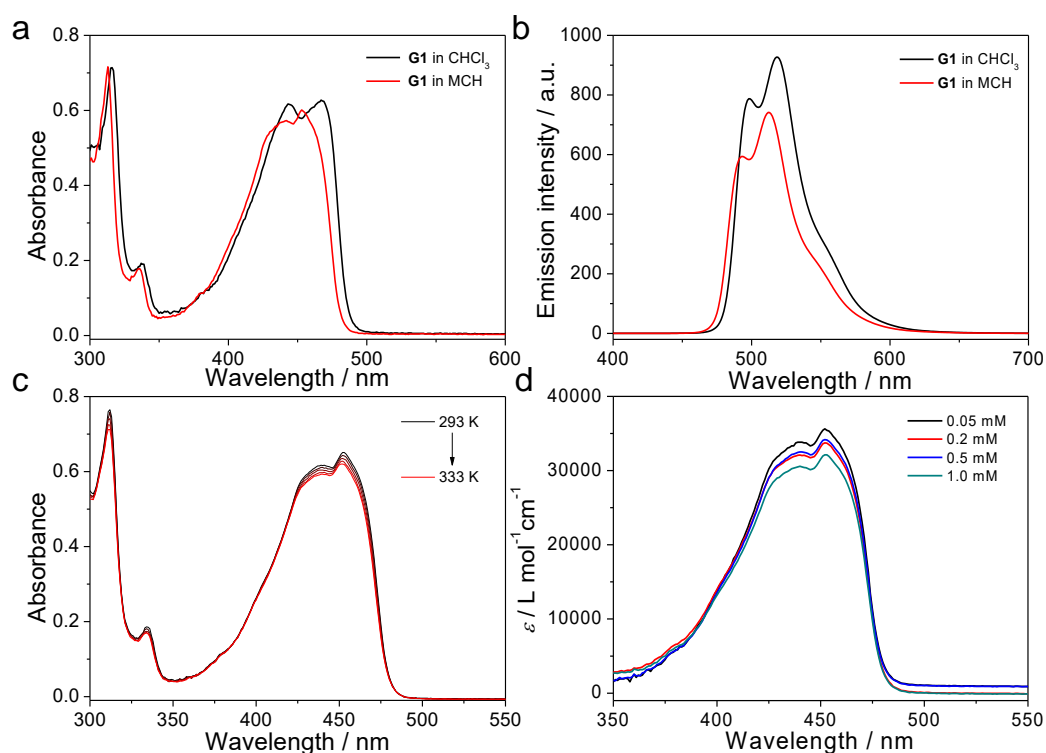 a
0.8
0.6
0.4
0.2
0.0
Absorbance
G1 in CHCl₃
G1 in MCH
300
400
500
600
Wavelength / nm
b
1000
800
600
400
200
0
Emission intensity / a.u.
G1 in CHCl₃
G1 in MCH
400
500
600
700
Wavelength / nm
c
0.8
0.6
0.4
0.2
0.0
Absorbance
293 K
333 K
300
350
400
450
500
550
Wavelength / nm
d
40000
30000
20000
10000
0
ε / L mol⁻¹cm⁻¹
0.05 mM
0.2 mM
0.5 mM
1.0 mM
350
400
450
500
550
Wavelength / nm